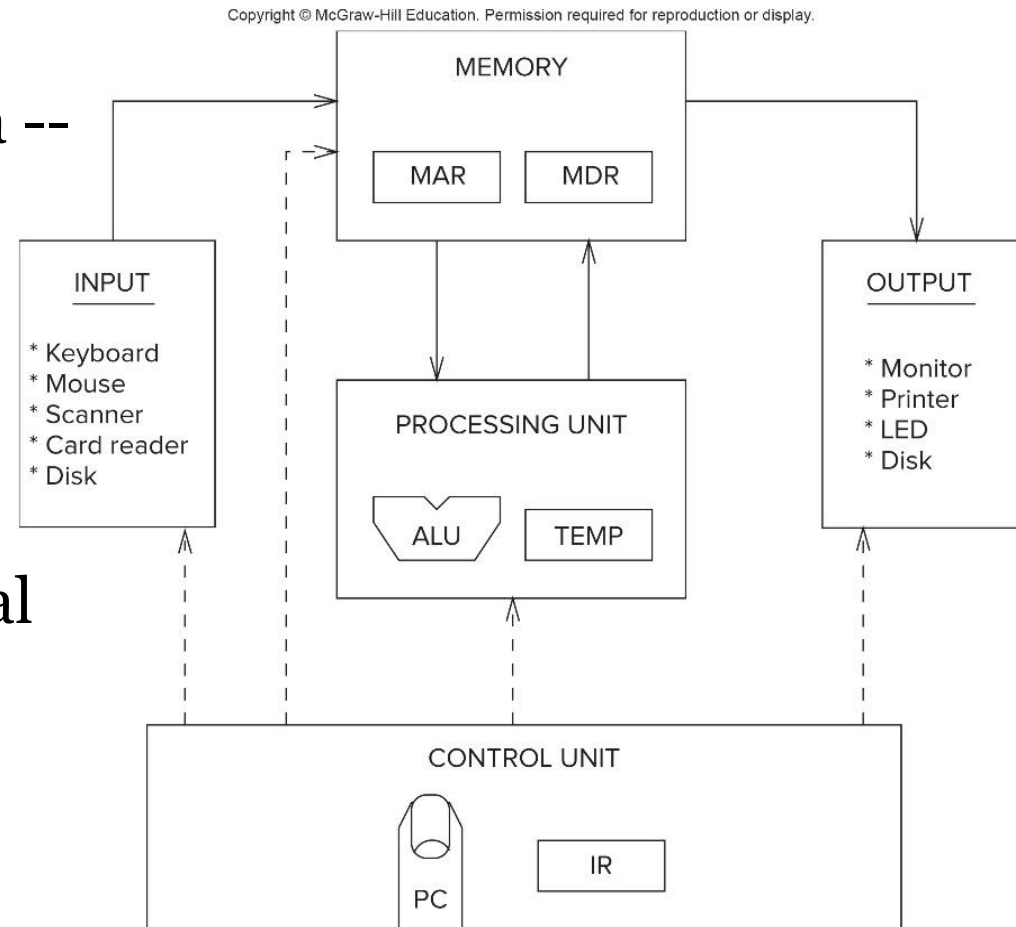 Copyright © McGraw-Hill Education. Permission required for reproduction or display.
MEMORY
--
MAR
MDR
INPUT
* Keyboard
* Mouse
* Scanner
* Card reader
* Disk
OUTPUT
* Monitor
* Printer
* LED
* Disk
PROCESSING UNIT
ALU
TEMP
al
CONTROL UNIT
IR
PC